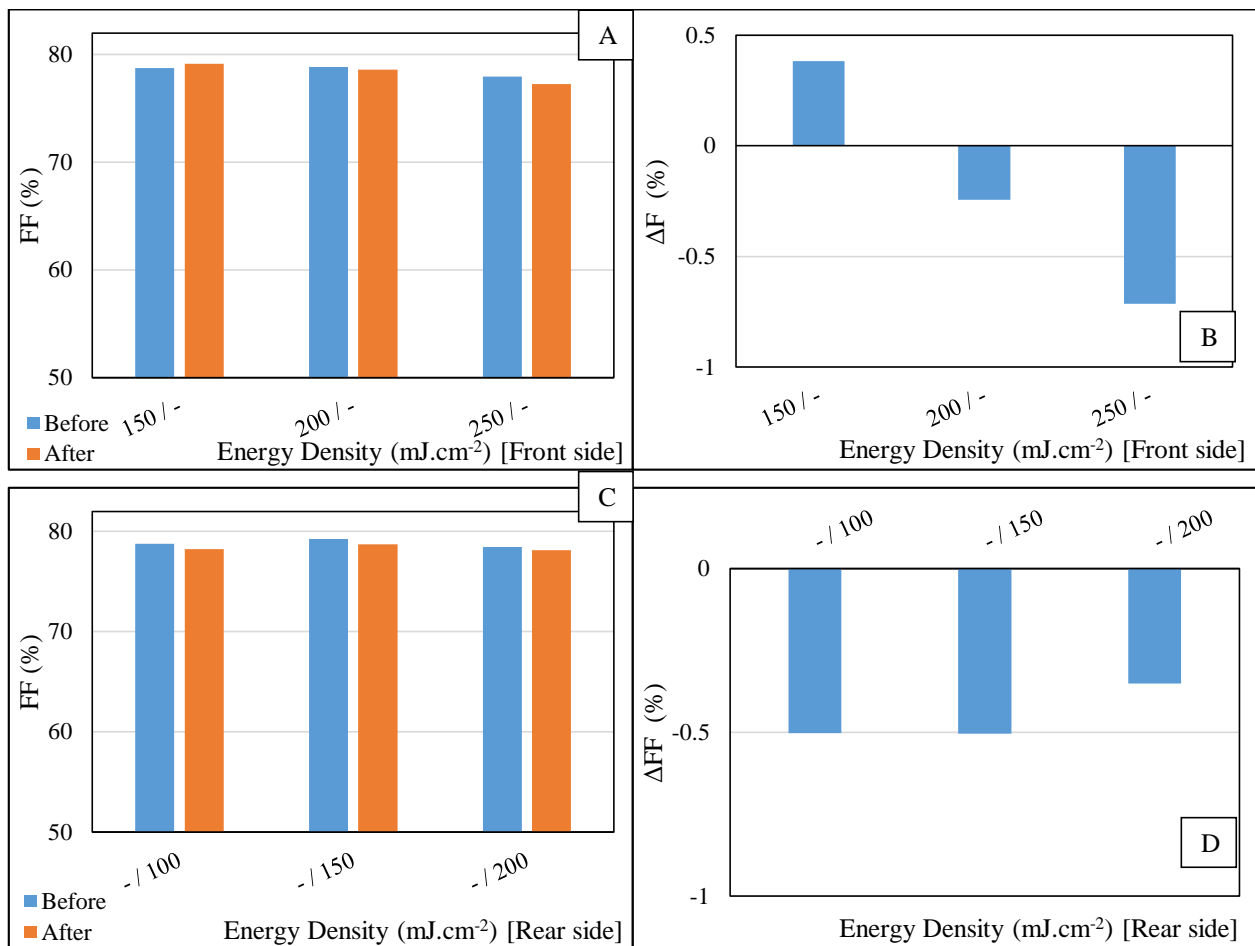 A
80
70
60
50
FF (%)
150 / -
200 / -
250 / -
Before
After
Energy Density (mJ.cm⁻²) [Front side]
0.5
0
-0.5
-1
ΔF (%)
B
150 / -
200 / -
250 / -
Energy Density (mJ.cm⁻²) [Front side]
C
80
70
60
50
FF (%)
- / 100
- / 150
- / 200
Before
After
Energy Density (mJ.cm⁻²) [Rear side]
- / 100
- / 150
- / 200
0
-0.5
-1
ΔFF (%)
D
Energy Density (mJ.cm⁻²) [Rear side]